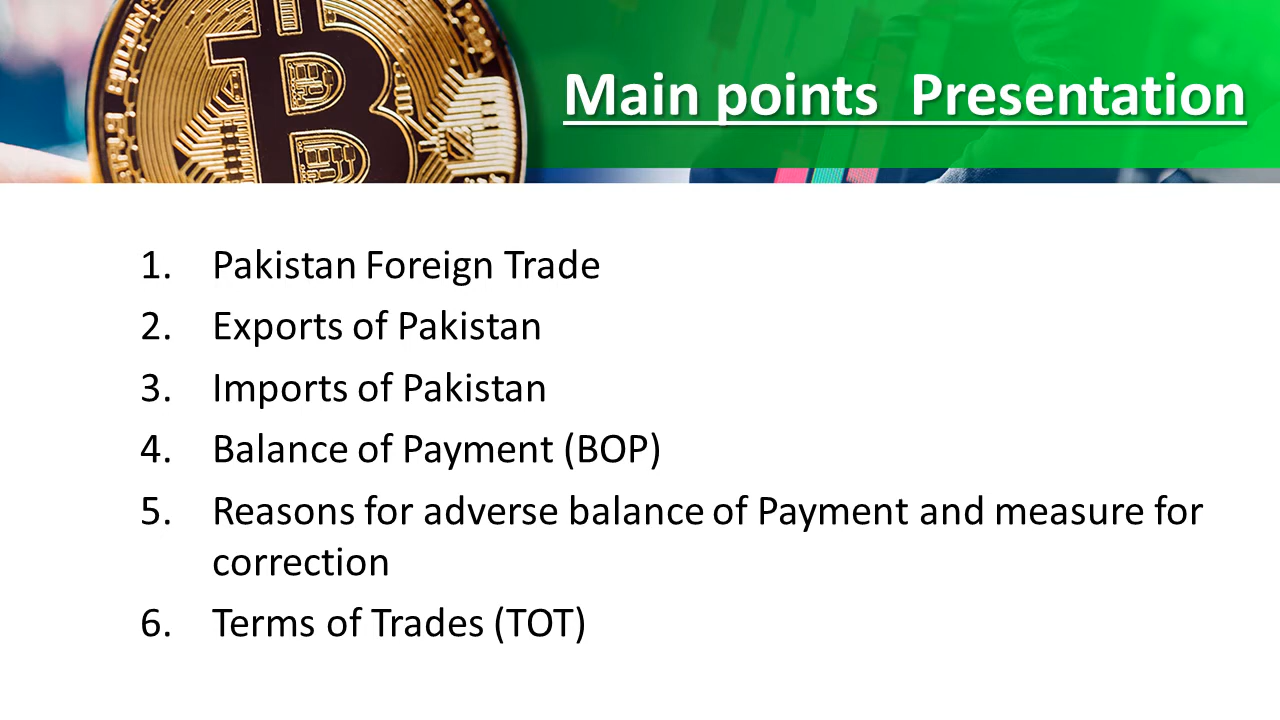 Main points  Presentation
1. Pakistan Foreign Trade
2. Exports of Pakistan
3. Imports of Pakistan
4. Balance of Payment (BOP)
5. Reasons for adverse balance of Payment and measure for
correction
6. Terms of Trades (TOT)